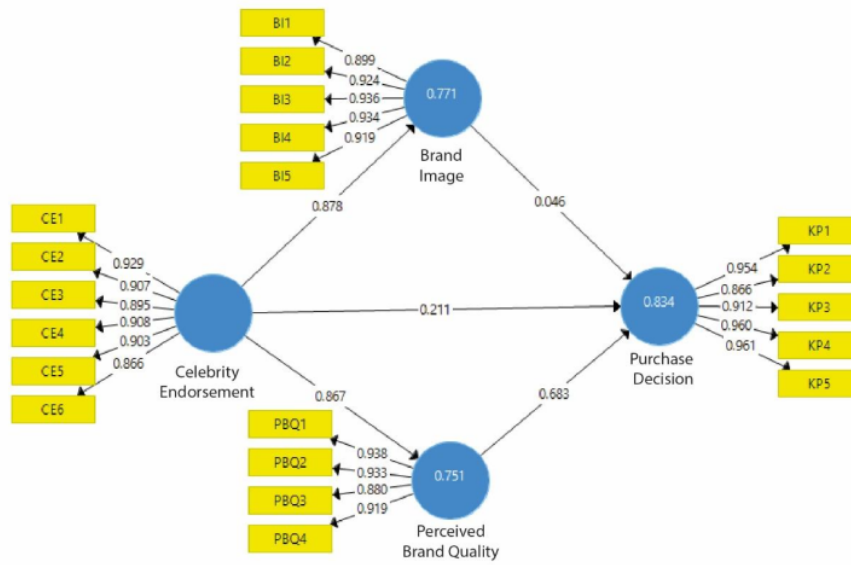 BI1
BI2
BI3
BI4
BI5
0.899
0.924
0.936
0.934
0.919
0.771
Brand
Image
0.878
0.046
CE1
CE2
CE3
CE4
CE5
CE6
0.929
0.907
0.895
0.908
0.903
0.866
Celebrity
Endorsement
0.211
0.834
Purchase
Decision
0.954
0.866
0.912
0.960
0.961
KP1
KP2
KP3
KP4
KP5
0.867
0.683
PBQ1
PBQ2
PBQ3
PBQ4
0.938
0.933
0.880
0.919
0.751
Perceived
Brand Quality